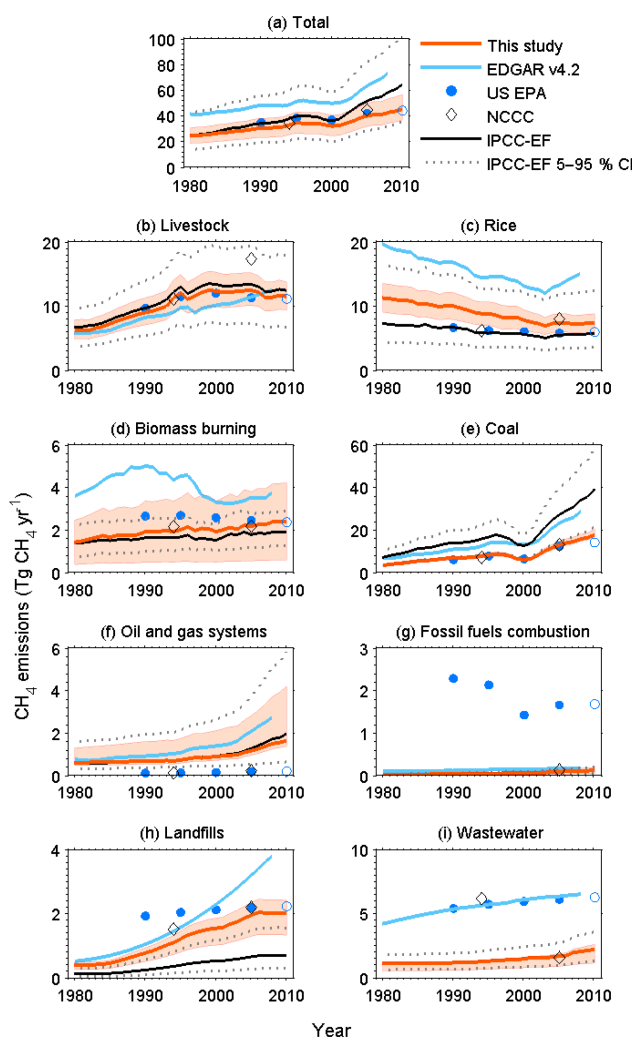 (a) Total
100
80
60
40
20
0
1980 1990 2000 2010
This study
EDGAR v4.2
US EPA
NCCC
IPCC-EF
IPCC-EF 5–95 % CI
(b) Livestock
20
10
0
1980 1990 2000 2010
(c) Rice
20
15
10
5
0
1980 1990 2000 2010
(d) Biomass burning
6
4
2
0
1980 1990 2000 2010
(e) Coal
60
40
20
0
1980 1990 2000 2010
CH4 emissions (Tg CH4 yr-1)
(f) Oil and gas systems
6
4
2
0
1980 1990 2000 2010
(g) Fossil fuels combustion
3
2
1
0
1980 1990 2000 2010
(h) Landfills
4
2
0
1980 1990 2000 2010
(i) Wastewater
10
5
0
1980 1990 2000 2010
Year